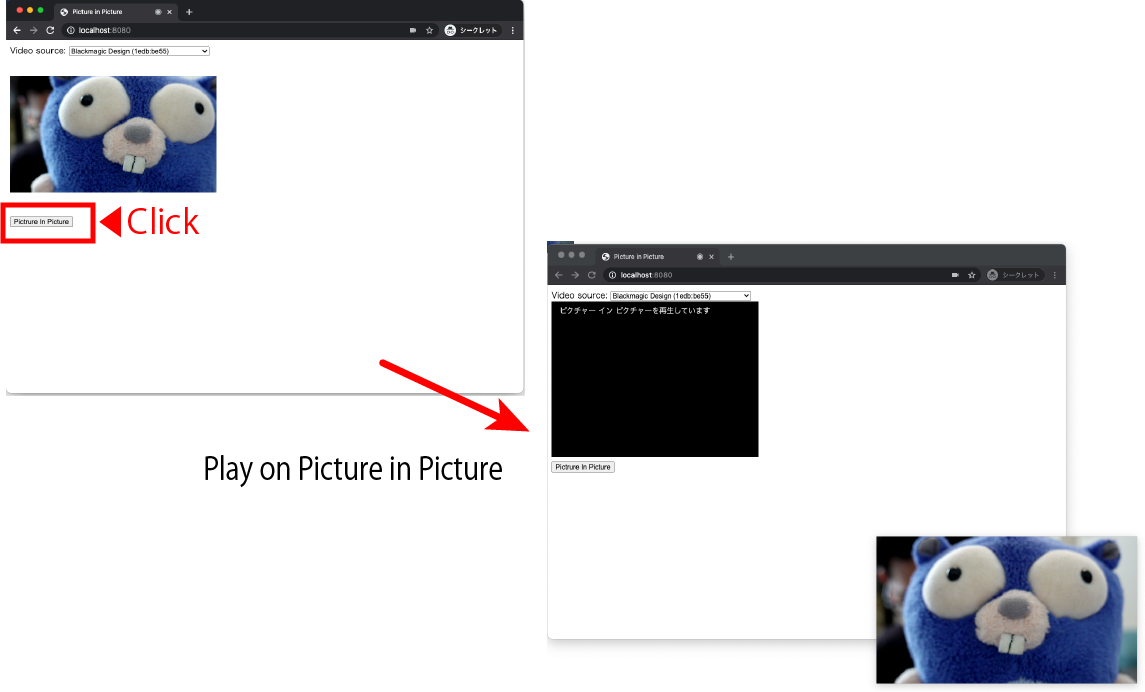 Picture in Picture
localhost:8080
シークレット
Video source: Blackmagic Design (1edb:be55)
Pictrure In Picture
Click
Play on Picture in Picture
Picture in Picture
localhost:8080
シークレット
Video source: Blackmagic Design (1edb:be55)
ピクチャー イン ピクチャーを再生しています
Pictrure In Picture